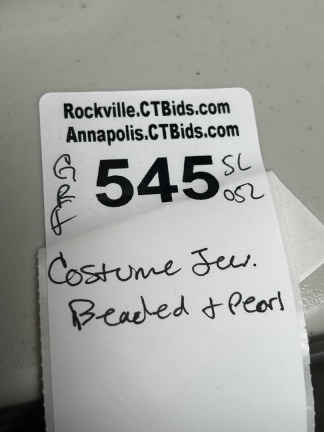 Rockville.CTBids.com
Annapolis.CTBids.com
545
SL
052
Costume Jew.
Beaded + Pearl